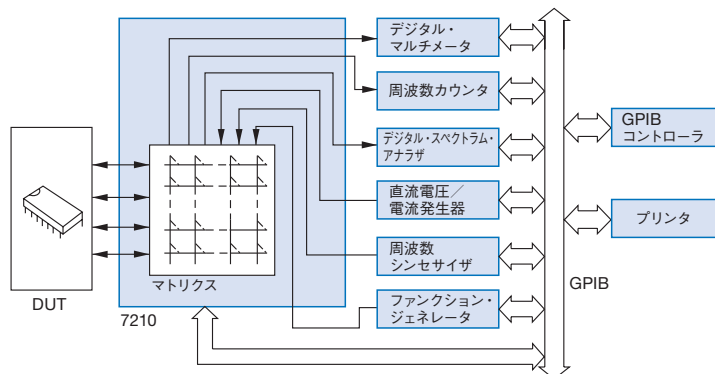 デジタル・
マルチメータ
周波数カウンタ
デジタル・スペクトラム・
アナラザ
直流電圧／
電流発生器
周波数
シンセサイザ
ファンクション・
ジェネレータ
GPIB
コントローラ
プリンタ
GPIB
マトリクス
DUT
7210